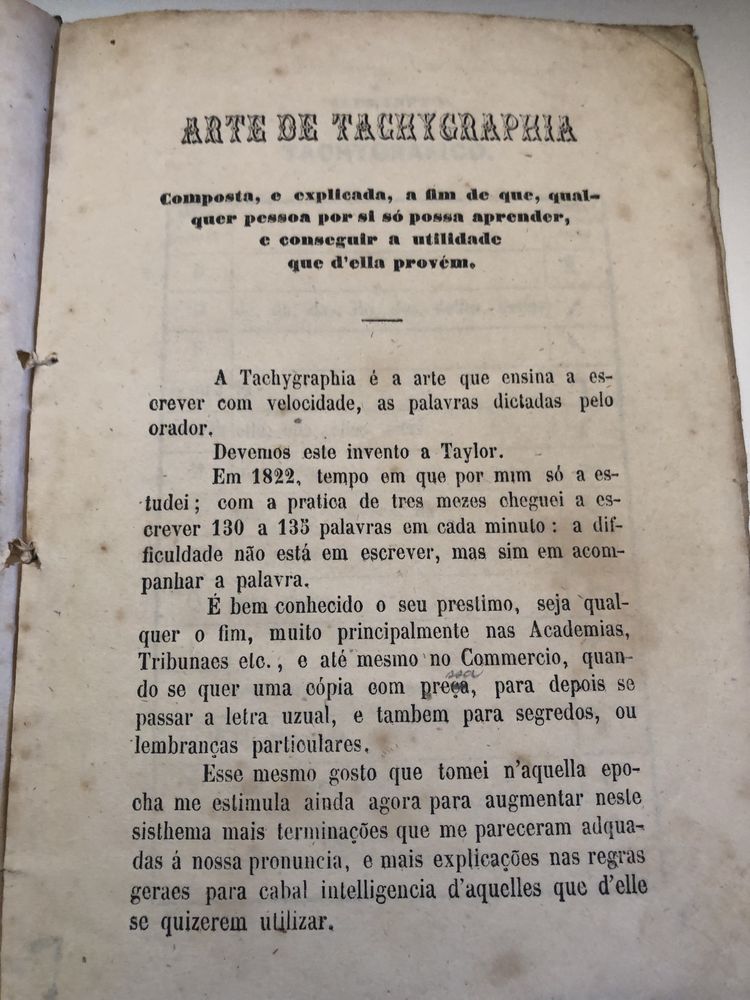 ARTE DE TACHYGRAPHIA
Composta, e explicada, a fim de que, qual-
quer pessoa por si só possa aprender,
e conseguir a utilidade
que d'ella provém.
A Tachygraphia é a arte que ensina a es-
crever com velocidade, as palavras dictadas pelo
orador.
Devemos este invento a Taylor.
Em 1822, tempo em que por mim só a es-
tudei; com a pratica de tres mezes cheguei a es-
crever 130 a 135 palavras em cada minuto: a dif-
ficuldade não está em escrever, mas sim em acom-
panhar a palavra.
É bem conhecido o seu prestimo, seja qual-
quer o fim, muito principalmente nas Academias,
Tribunaes etc., e até mesmo no Commercio, quan-
ssa
do se quer uma cópia com preça, para depois se
passar a letra uzual, e tambem para segredos, ou
lembranças particulares.
Esse mesmo gosto que tomei n'aquella epo-
cha me estimula ainda agora para augmentar neste
sisthema mais terminações que me pareceram adqua-
das á nossa pronuncia, e mais explicações nas regras
geraes para cabal intelligencia d'aquelles que d'elle
se quizerem utilizar.